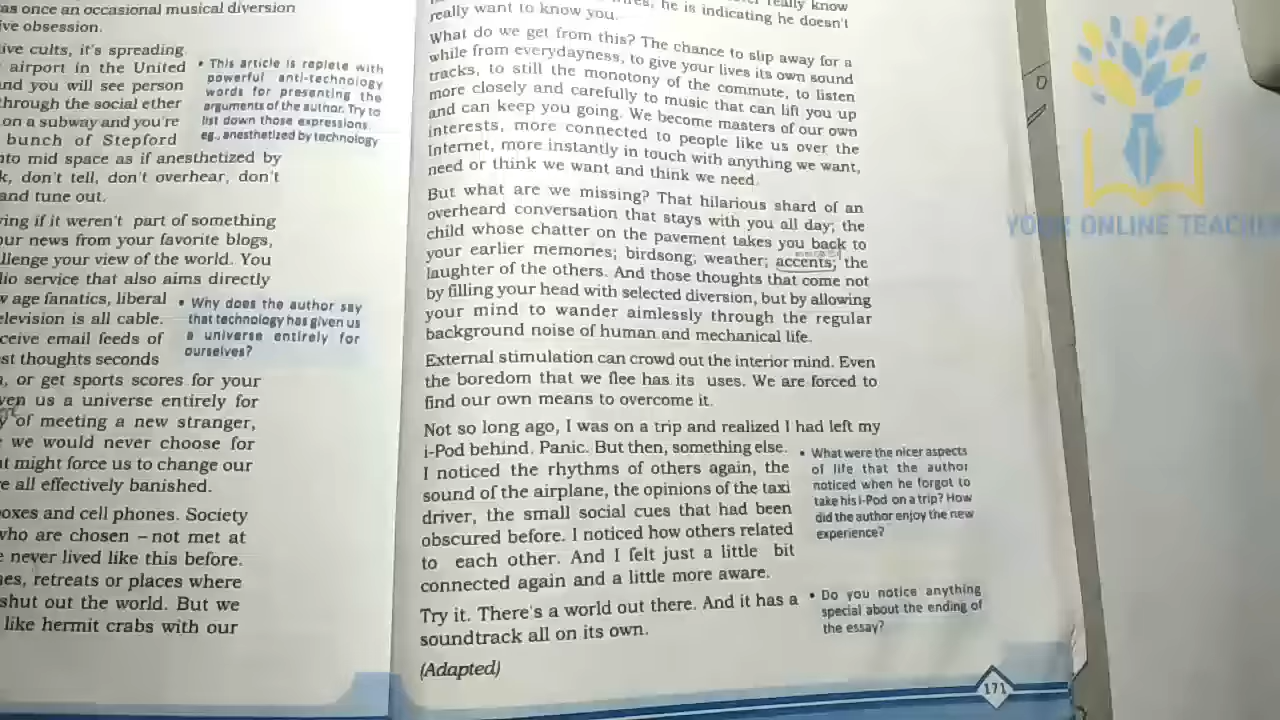 as once an occasional musical diversion
ive obsession.
ive cults, it's spreading
airport in the United
nd you will see person
through the social ether
on a subway and you're
bunch of Stepford
nto mid space as if anesthetized by
k, don't tell, don't overhear, don't
and tune out.
• This article is replete with
powerful anti-technology
words for presenting the
arguments of the author. Try to
list down those expressions.
eg., anesthetized by technology
ring if it weren't part of something
our news from your favorite blogs,
llenge your view of the world. You
dio service that also aims directly
w age fanatics, liberal
elevision is all cable.
ceive email feeds of
st thoughts seconds
• Why does the author say
that technology has given us
a universe entirely for
ourselves?
, or get sports scores for your
ven us a universe entirely for
y of meeting a new stranger,
we would never choose for
at might force us to change our
e all effectively banished.
oxes and cell phones. Society
who are chosen – not met at
e never lived like this before.
nes, retreats or places where
shut out the world. But we
like hermit crabs with our
really know
he is indicating he doesn't
really want to know you.
What do we get from this? The chance to slip away for a
while from everydayness, to give your lives its own sound
tracks, to still the monotony of the commute, to listen
more closely and carefully to music that can lift you up
and can keep you going. We become masters of our own
interests, more connected to people like us over the
Internet, more instantly in touch with anything we want,
need or think we want and think we need.
But what are we missing? That hilarious shard of an
overheard conversation that stays with you all day; the
child whose chatter on the pavement takes you back to
your earlier memories; birdsong; weather; accents; the
laughter of the others. And those thoughts that come not
by filling your head with selected diversion, but by allowing
your mind to wander aimlessly through the regular
background noise of human and mechanical life.
External stimulation can crowd out the interior mind. Even
the boredom that we flee has its uses. We are forced to
find our own means to overcome it.
Not so long ago, I was on a trip and realized I had left my
i-Pod behind. Panic. But then, something else.
I noticed the rhythms of others again, the
sound of the airplane, the opinions of the taxi
driver, the small social cues that had been
obscured before. I noticed how others related
to each other. And I felt just a little bit
connected again and a little more aware.
• What were the nicer aspects
of life that the author
noticed when he forgot to
take his i-Pod on a trip? How
did the author enjoy the new
experience?
Try it. There's a world out there. And it has a
soundtrack all on its own.
• Do you notice anything
special about the ending of
the essay?
(Adapted)
171
YOUR ONLINE TEACHE